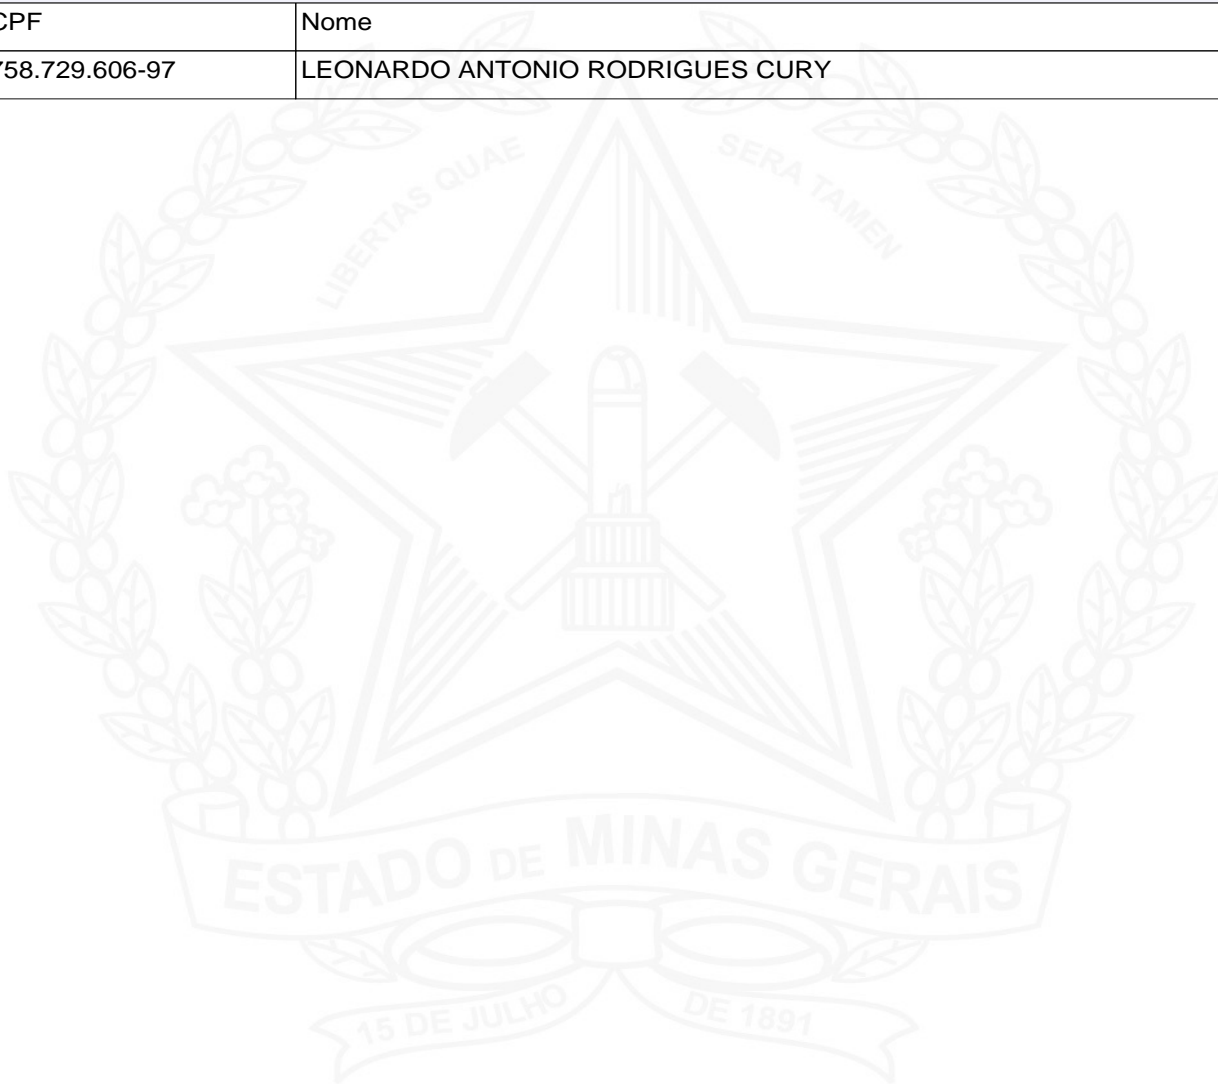 CPF Nome
758.729.606-97 LEONARDO ANTONIO RODRIGUES CURY
LIBERTAS QUAE SERA TAMEN
ESTADO DE MINAS GERAIS
15 DE JULHO DE 1891